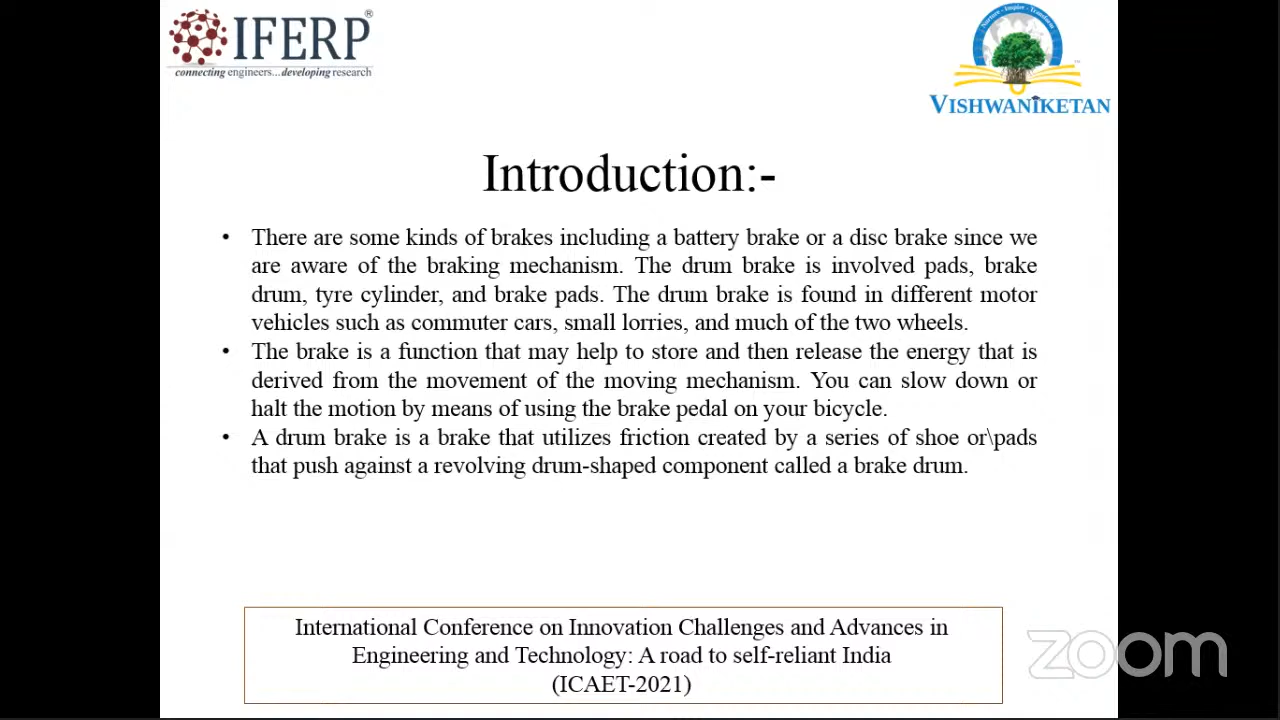 IFERP®
connecting engineers...developing research
Nurture - Inspire - Transform
VISHWANIKETAN
Introduction:-
• There are some kinds of brakes including a battery brake or a disc brake since we
are aware of the braking mechanism. The drum brake is involved pads, brake
drum, tyre cylinder, and brake pads. The drum brake is found in different motor
vehicles such as commuter cars, small lorries, and much of the two wheels.
• The brake is a function that may help to store and then release the energy that is
derived from the movement of the moving mechanism. You can slow down or
halt the motion by means of using the brake pedal on your bicycle.
• A drum brake is a brake that utilizes friction created by a series of shoe or\pads
that push against a revolving drum-shaped component called a brake drum.
International Conference on Innovation Challenges and Advances in
Engineering and Technology: A road to self-reliant India
(ICAET-2021)
zoom